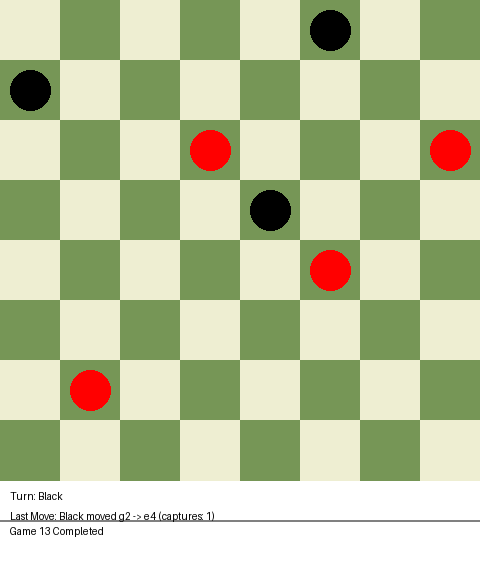 Turn: Black
Last Move: Black moved g2 -> e4 (captures: 1)
Game 13 Completed